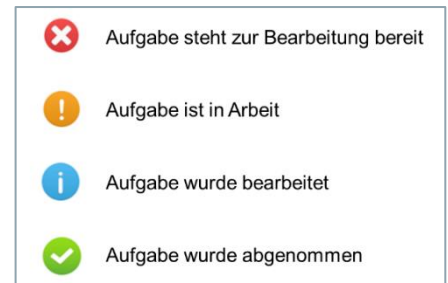 Aufgabe steht zur Bearbeitung bereit
Aufgabe ist in Arbeit
Aufgabe wurde bearbeitet
Aufgabe wurde abgenommen